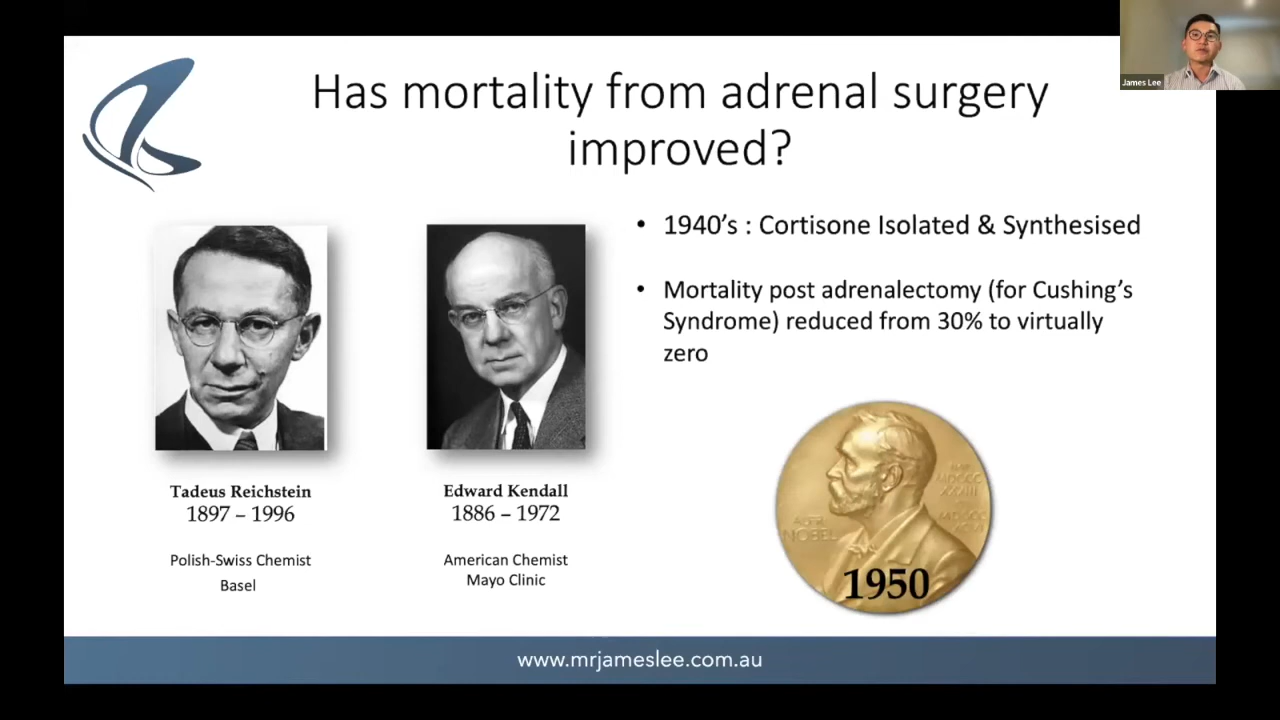 James Lee
Has mortality from adrenal surgery
improved?
• 1940's : Cortisone Isolated & Synthesised
• Mortality post adrenalectomy (for Cushing's
Syndrome) reduced from 30% to virtually
zero
Tadeus Reichstein
1897 – 1996
Polish-Swiss Chemist
Basel
Edward Kendall
1886 – 1972
American Chemist
Mayo Clinic
NOBEL
1950
www.mrjameslee.com.au